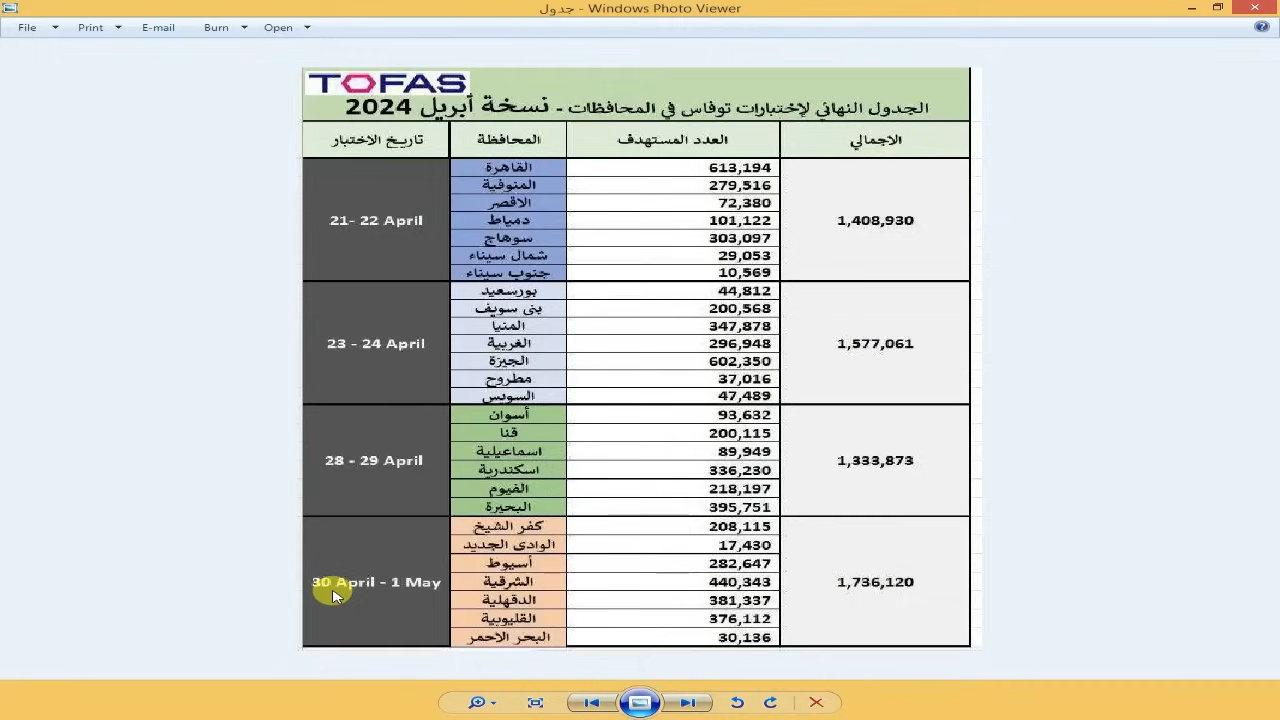 جدول - Windows Photo Viewer
File Print E-mail Burn Open
TOFAS
الجدول النهائي لإختبارات توفاس في المحافظات - نسخة أبريل 2024
تاريخ الاختبار المحافظة العدد المستهدف الاجمالي
21- 22 April
القاهرة 613,194
المنوفية 279,516
الاقصر 72,380
دمياط 101,122
سوهاج 303,097
شمال سيناء 29,053
جنوب سيناء 10,569
1,408,930
23 - 24 April
بورسعيد 44,812
بنى سويف 200,568
المنيا 347,878
الغربية 296,948
الجيزة 602,350
مطروح 37,016
السويس 47,489
1,577,061
28 - 29 April
أسوان 93,632
قنا 200,115
اسماعيلية 89,949
اسكندرية 336,230
الفيوم 218,197
البحيرة 395,751
1,333,873
30 April - 1 May
كفر الشيخ 208,115
الوادى الجديد 17,430
أسيوط 282,647
الشرقية 440,343
الدقهلية 381,337
القليوبية 376,112
البحر الاحمر 30,136
1,736,120